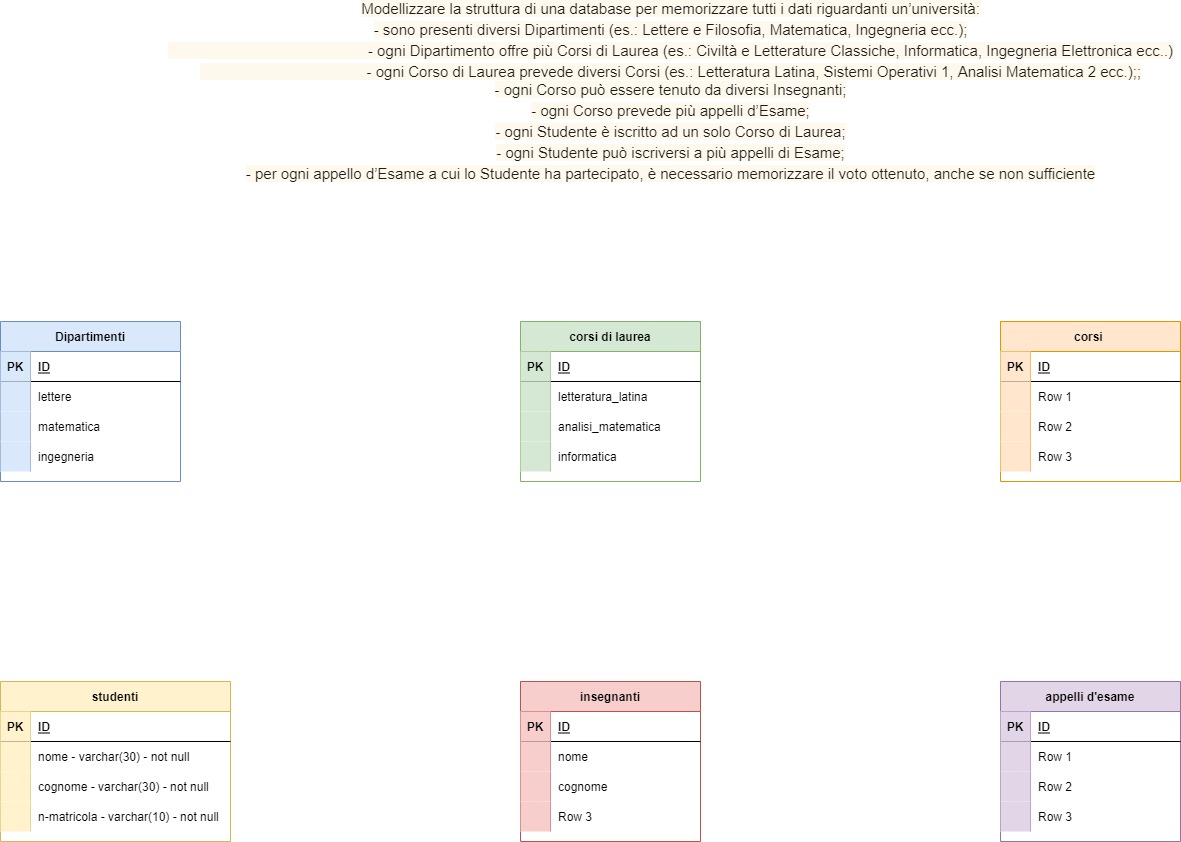 Modellizzare la struttura di una database per memorizzare tutti i dati riguardanti un'università:
- sono presenti diversi Dipartimenti (es.: Lettere e Filosofia, Matematica, Ingegneria ecc.);
- ogni Dipartimento offre più Corsi di Laurea (es.: Civiltà e Letterature Classiche, Informatica, Ingegneria Elettronica ecc..)
- ogni Corso di Laurea prevede diversi Corsi (es.: Letteratura Latina, Sistemi Operativi 1, Analisi Matematica 2 ecc.);;
- ogni Corso può essere tenuto da diversi Insegnanti;
- ogni Corso prevede più appelli d'Esame;
- ogni Studente è iscritto ad un solo Corso di Laurea;
- ogni Studente può iscriversi a più appelli di Esame;
- per ogni appello d'Esame a cui lo Studente ha partecipato, è necessario memorizzare il voto ottenuto, anche se non sufficiente
Dipartimenti
PK ID
lettere
matematica
ingegneria
corsi di laurea
PK ID
letteratura_latina
analisi_matematica
informatica
corsi
PK ID
Row 1
Row 2
Row 3
studenti
PK ID
nome - varchar(30) - not null
cognome - varchar(30) - not null
n-matricola - varchar(10) - not null
insegnanti
PK ID
nome
cognome
Row 3
appelli d'esame
PK ID
Row 1
Row 2
Row 3